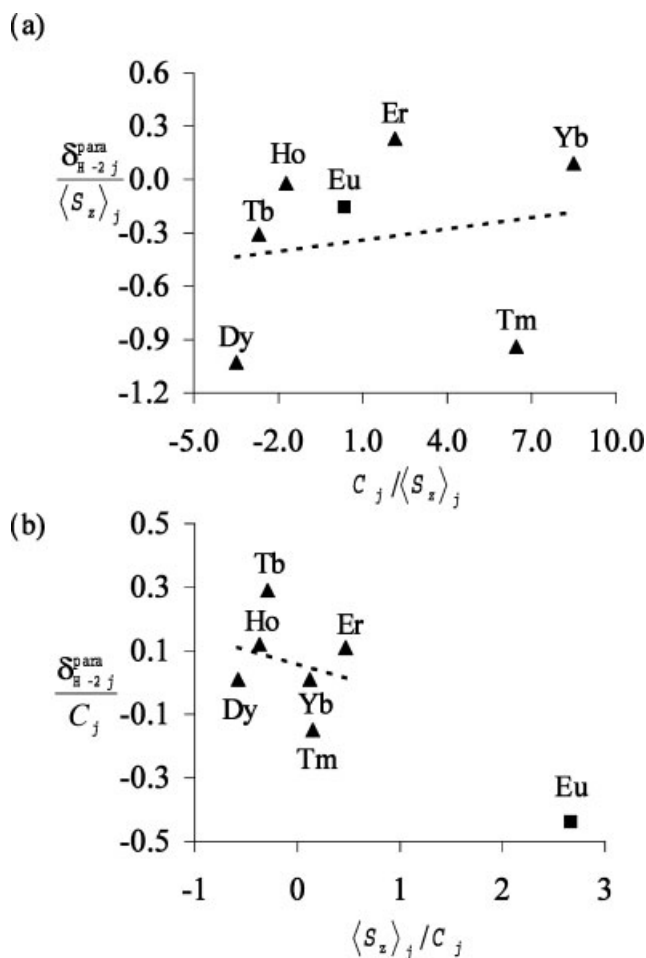 (a)
0.6
0.3
0.0
-0.3
-0.6
-0.9
-1.2
δ^para_H-2 j
⟨S_z⟩_j
Er
Yb
Ho
Eu
Tb
Dy
Tm
-5.0 -2.0 1.0 4.0 7.0 10.0
C_j/⟨S_z⟩_j
(b)
0.5
0.3
0.1
-0.1
-0.3
-0.5
δ^para_H-2 j
C_j
Tb
Ho Er
Dy Yb
Tm
Eu
-1 0 1 2 3
⟨S_z⟩_j/C_j